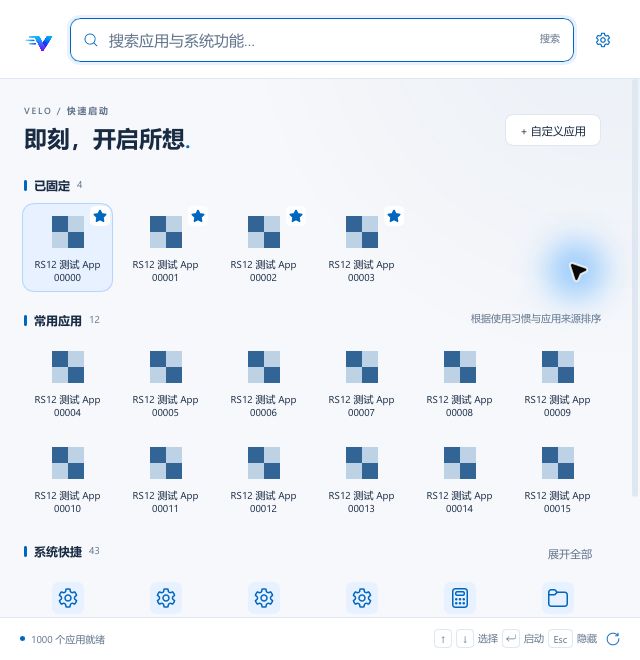 搜索应用与系统功能...
搜索
VELO / 快速启动
即刻，开启所想.
+ 自定义应用
已固定 4
RS12 测试 App 00000
RS12 测试 App 00001
RS12 测试 App 00002
RS12 测试 App 00003
常用应用 12
根据使用习惯与应用来源排序
RS12 测试 App 00004
RS12 测试 App 00005
RS12 测试 App 00006
RS12 测试 App 00007
RS12 测试 App 00008
RS12 测试 App 00009
RS12 测试 App 00010
RS12 测试 App 00011
RS12 测试 App 00012
RS12 测试 App 00013
RS12 测试 App 00014
RS12 测试 App 00015
系统快捷 43
展开全部
1000 个应用就绪
↑ ↓ 选择 ↵ 启动 Esc 隐藏